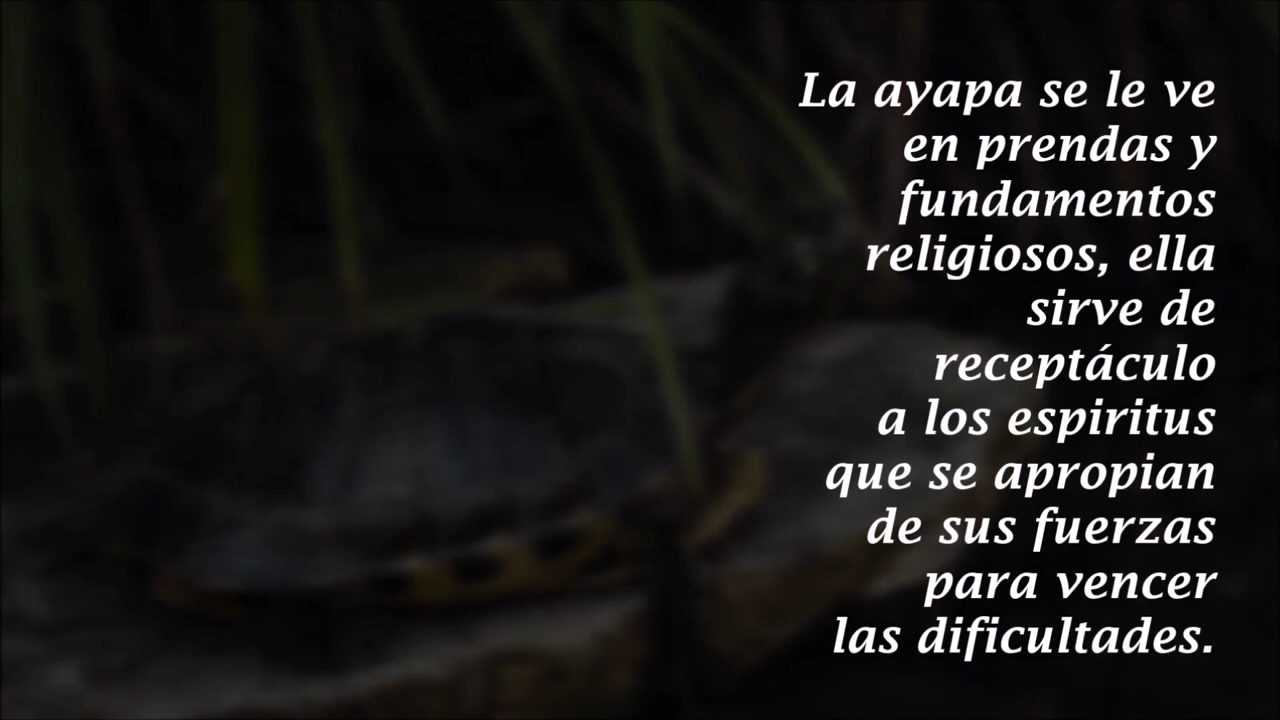 La ayapa se le ve
en prendas y
fundamentos
religiosos, ella
sirve de
receptáculo
a los espiritus
que se apropian
de sus fuerzas
para vencer
las dificultades.